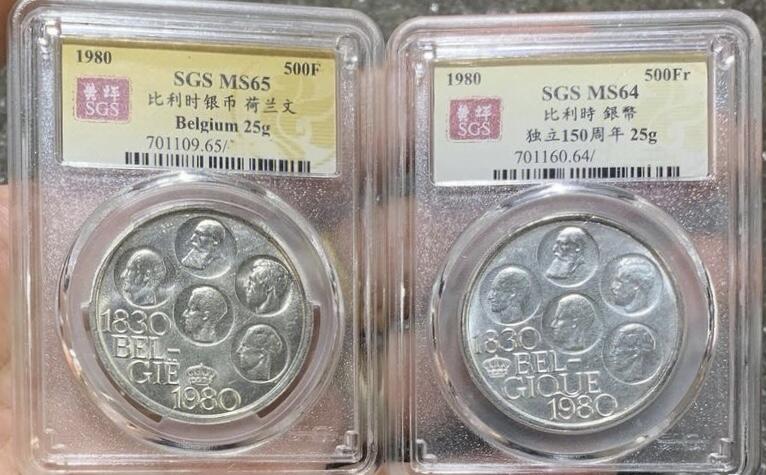 1980
500F
SGS MS65
SGS
比利时银币 荷兰文
Belgium 25g
701109.65/
1830
BEL-
GIË
1980
1980
500Fr
SGS MS64
SGS
比利時 銀幣
独立150周年 25g
701160.64/
1830
BEL-
GIQUE
1980